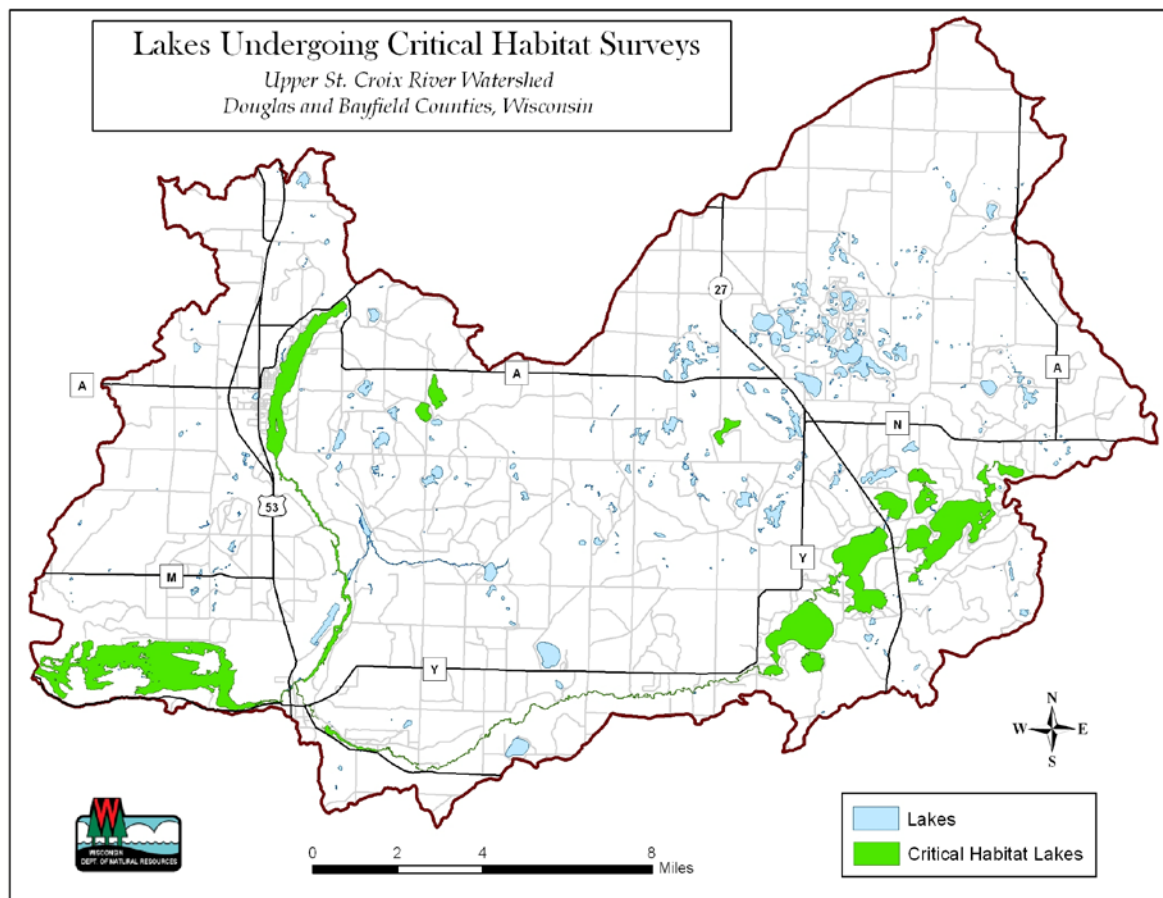 Lakes Undergoing Critical Habitat Surveys
Upper St. Croix River Watershed
Douglas and Bayfield Counties, Wisconsin
27
A
A
A
N
53
Y
M
Y
N
W E
S
Lakes
Critical Habitat Lakes
W
WISCONSIN
DEPT. OF NATURAL RESOURCES
0 2 4 8
Miles